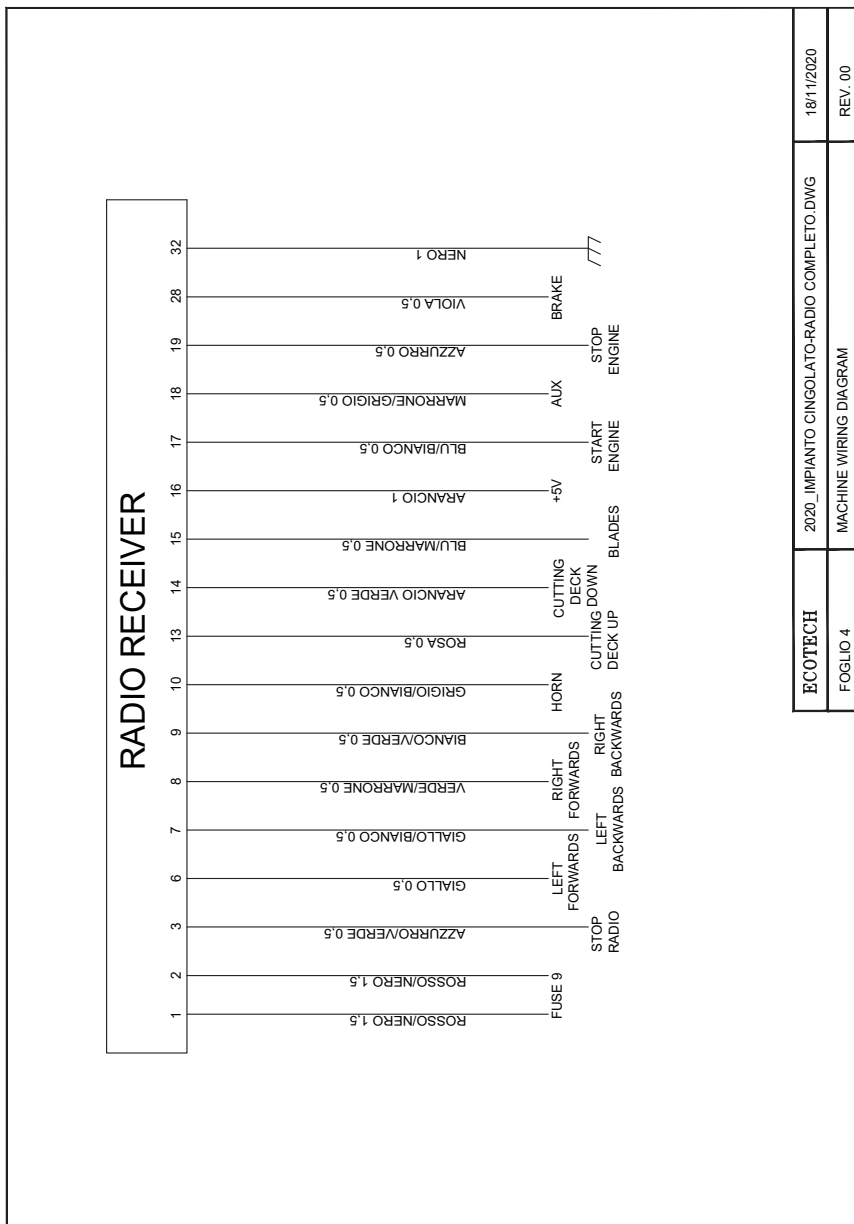 RADIO RECEIVER
1 2 3 6 7 8 9 10 13 14 15 16 17 18 19 28 32
ROSSO/NERO 1,5
ROSSO/NERO 1,5
AZZURRO/VERDE 0,5
GIALLO 0,5
GIALLO/BIANCO 0,5
VERDE/MARRONE 0,5
BIANCO/VERDE 0,5
GRIGIO/BIANCO 0,5
ROSA 0,5
ARANCIO VERDE 0,5
BLU/MARRONE 0,5
ARANCIO 1
BLU/BIANCO 0,5
MARRONE/GRIGIO 0,5
AZZURRO 0,5
VIOLA 0,5
NERO 1
FUSE 9
STOP
RADIO
LEFT
FORWARDS
LEFT
BACKWARDS
RIGHT
FORWARDS
RIGHT
BACKWARDS
HORN
CUTTING
DECK UP
CUTTING
DECK
DOWN
BLADES
+5V
START
ENGINE
AUX
STOP
ENGINE
BRAKE
ECOTECH
2020_IMPIANTO CINGOLATO-RADIO COMPLETO.DWG
18/11/2020
FOGLIO 4
MACHINE WIRING DIAGRAM
REV. 00